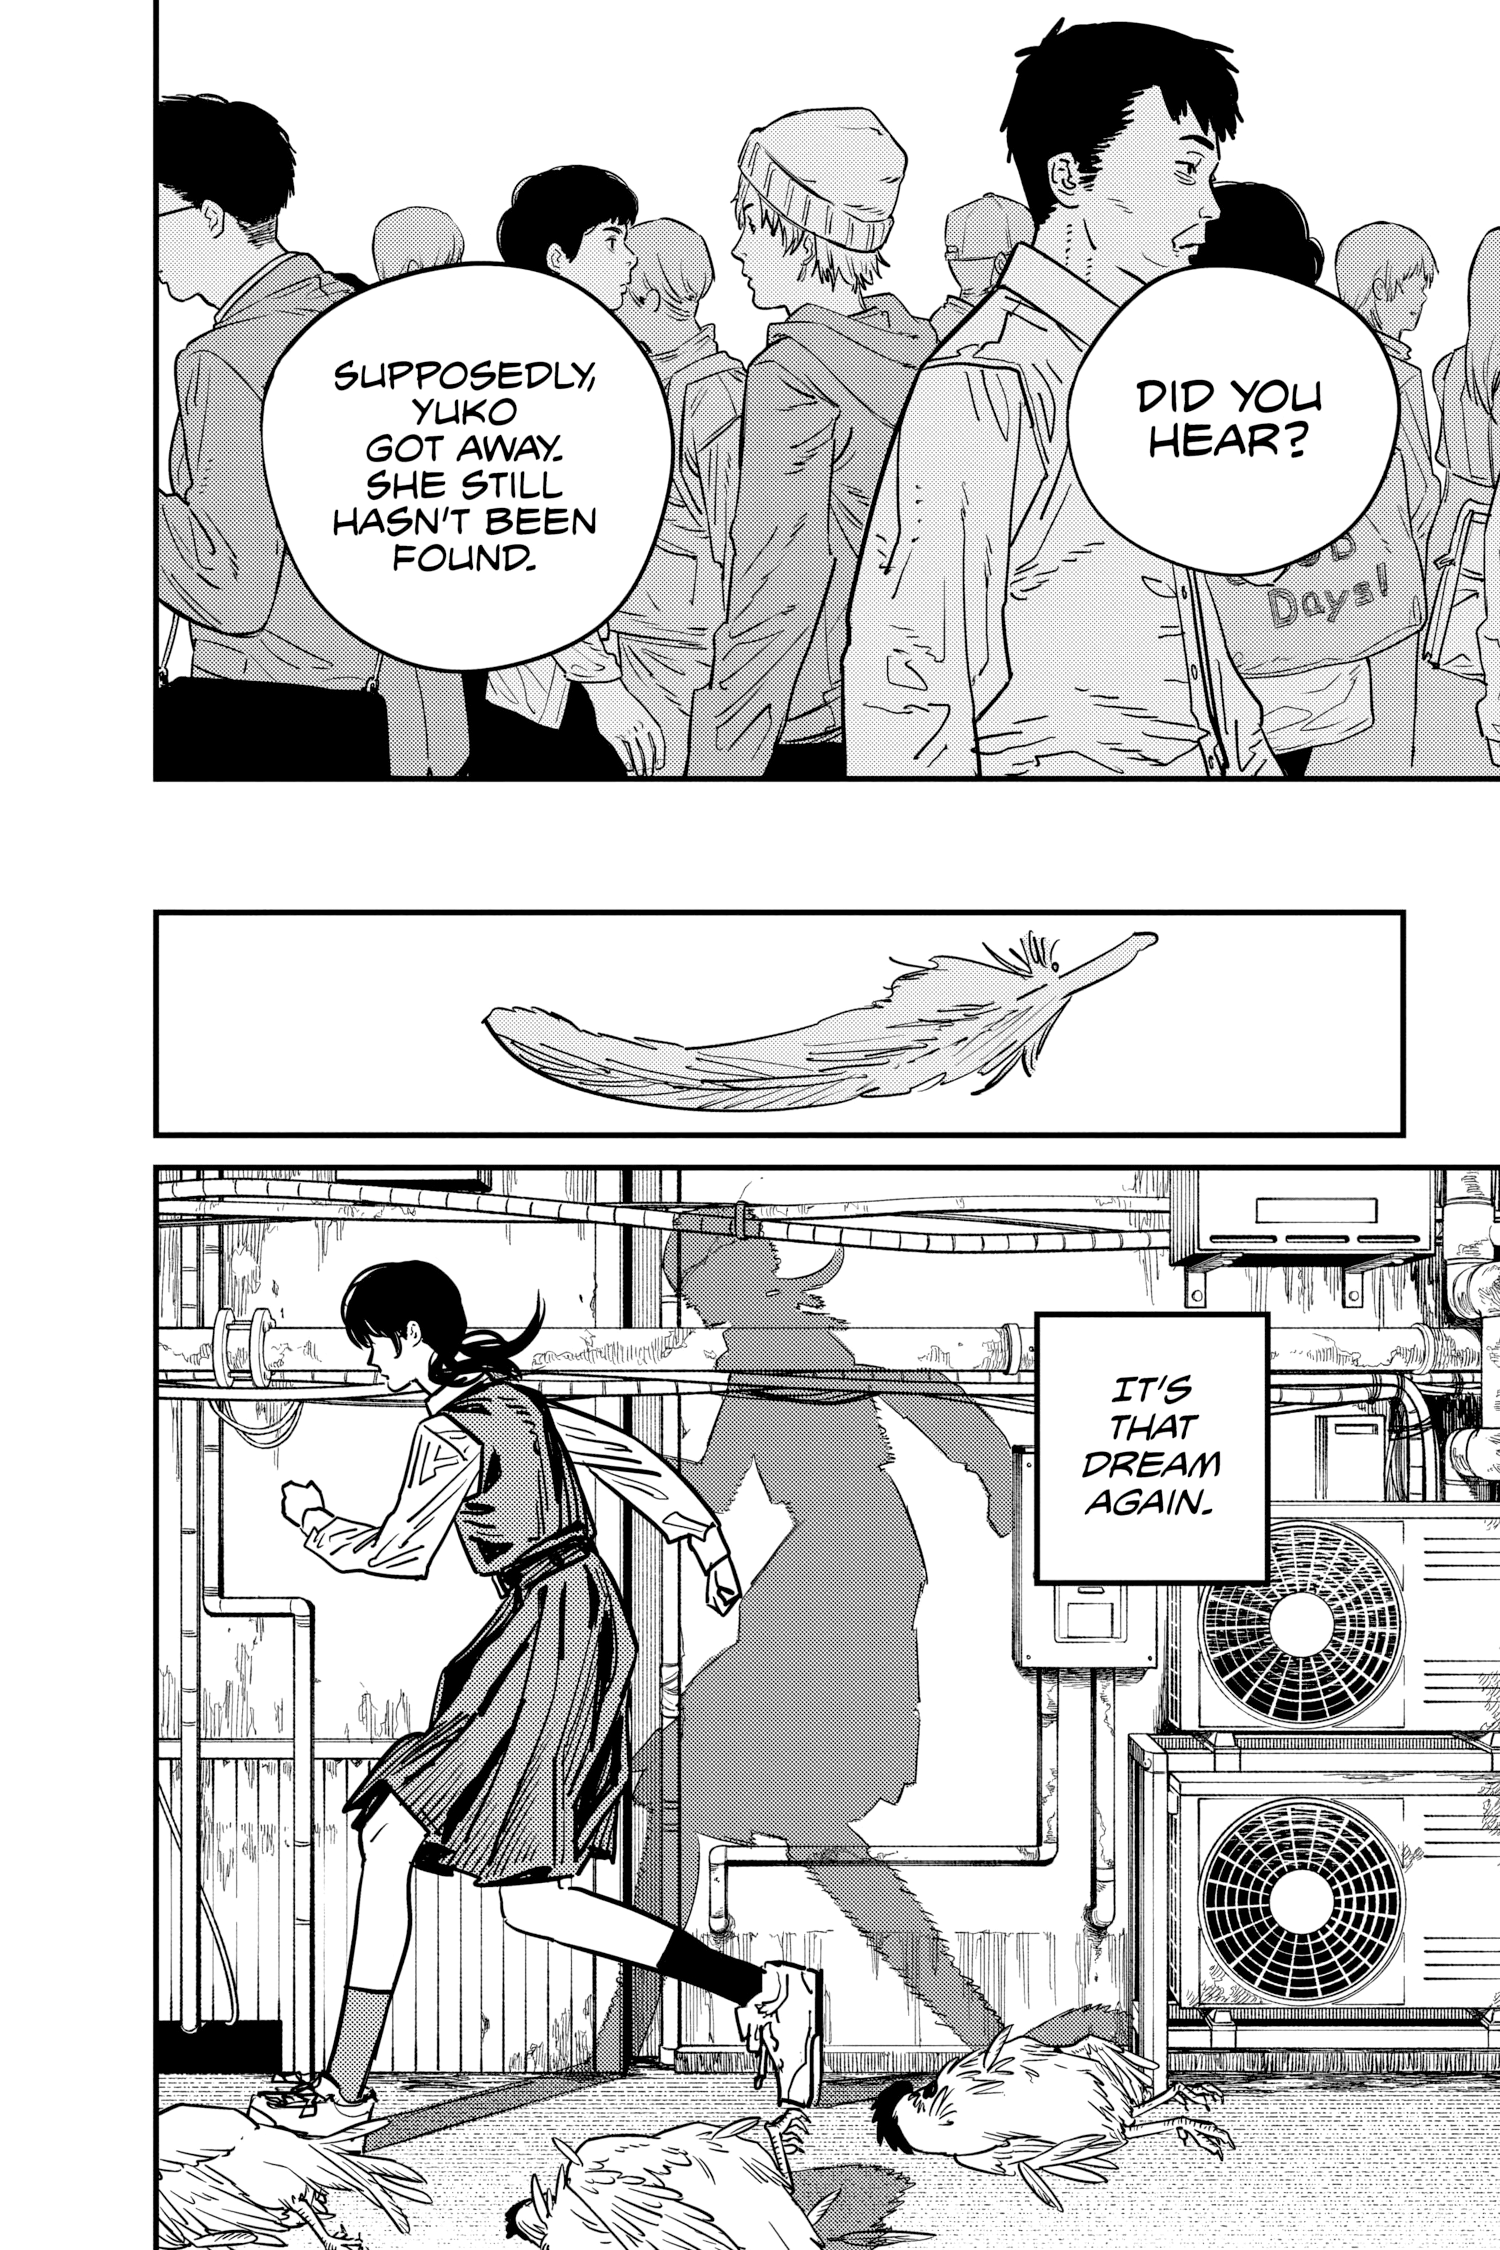 DID YOU
HEAR?
SUPPOSEDLY,
YUKO
GOT AWAY.
SHE STILL
HASN'T BEEN
FOUND.
Days!
IT'S
THAT
DREAM
AGAIN.